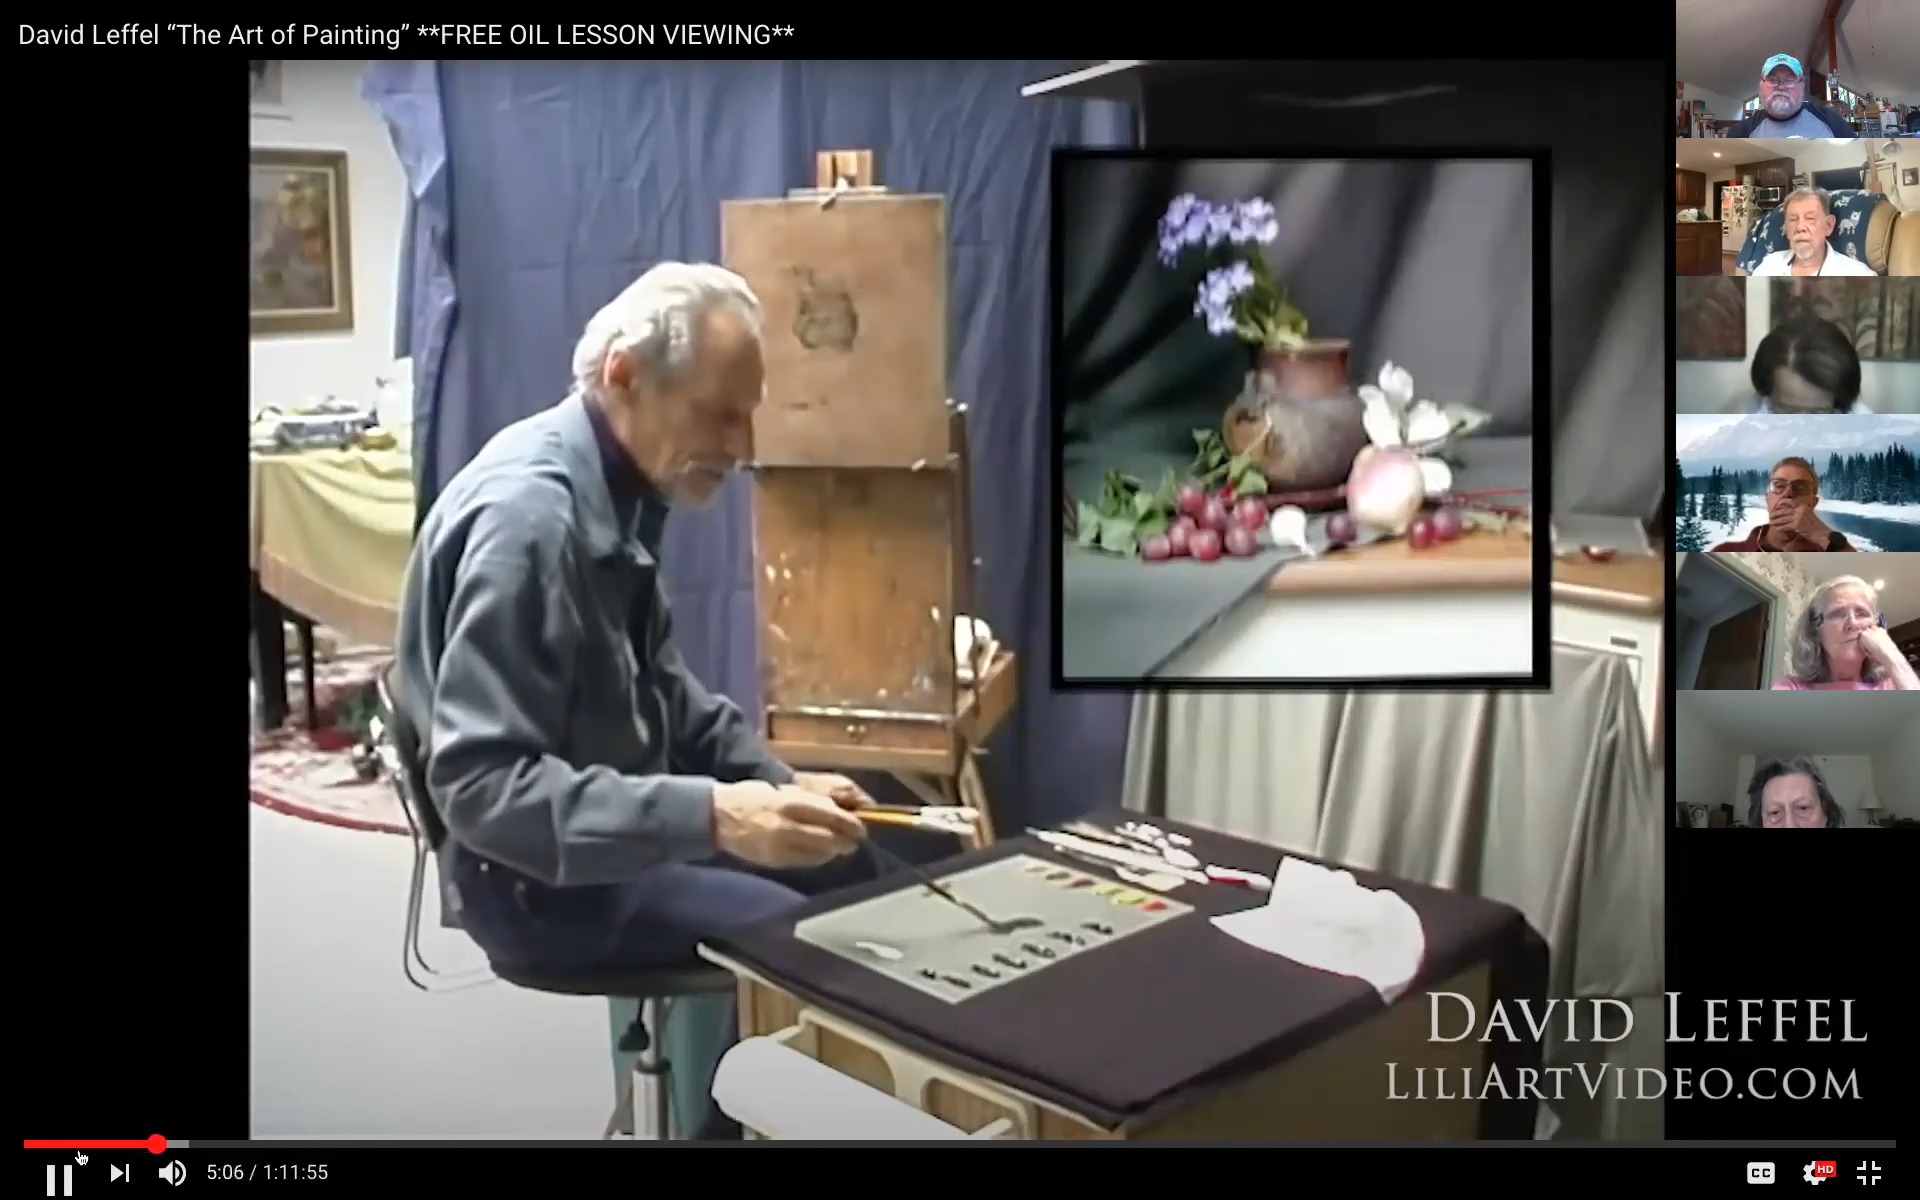 David Leffel “The Art of Painting” **FREE OIL LESSON VIEWING**
DAVID LEFFEL
LILIARTVIDEO.COM
5:06 / 1:11:55
CC
HD